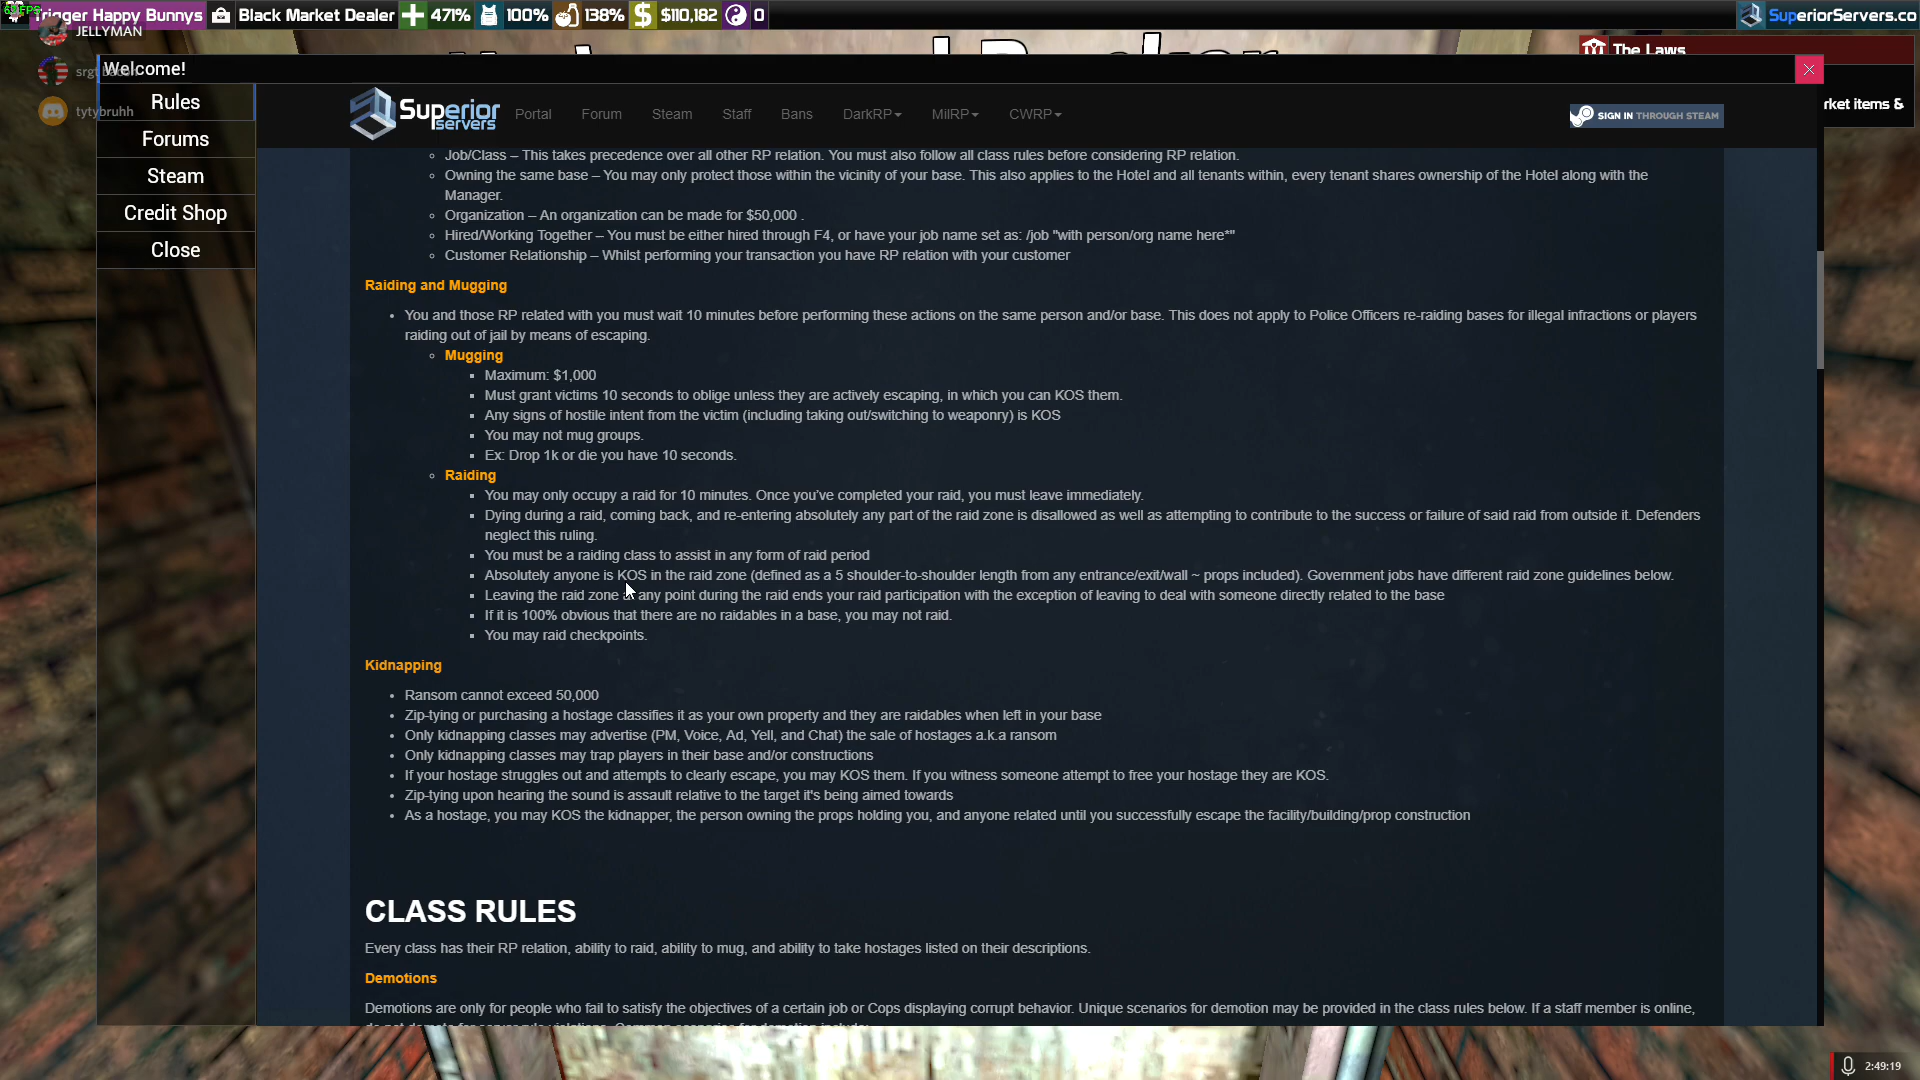 Trigger Happy Bunnys Black Market Dealer 471% 100% 138% $110,182 0 SuperiorServers.co
JELLYMAN
The Laws
Welcome!
tytybruhh
rket items &
Rules
Forums
Steam
Credit Shop
Close
Superior Servers Portal Forum Steam Staff Bans DarkRP MilRP CWRP SIGN IN THROUGH STEAM
Job/Class – This takes precedence over all other RP relation. You must also follow all class rules before considering RP relation.
Owning the same base – You may only protect those within the vicinity of your base. This also applies to the Hotel and all tenants within, every tenant shares ownership of the Hotel along with the
Manager.
Organization – An organization can be made for $50,000 .
Hired/Working Together – You must be either hired through F4, or have your job name set as: /job "with person/org name here*"
Customer Relationship – Whilst performing your transaction you have RP relation with your customer
Raiding and Mugging
You and those RP related with you must wait 10 minutes before performing these actions on the same person and/or base. This does not apply to Police Officers re-raiding bases for illegal infractions or players
raiding out of jail by means of escaping.
Mugging
Maximum: $1,000
Must grant victims 10 seconds to oblige unless they are actively escaping, in which you can KOS them.
Any signs of hostile intent from the victim (including taking out/switching to weaponry) is KOS
You may not mug groups.
Ex: Drop 1k or die you have 10 seconds.
Raiding
You may only occupy a raid for 10 minutes. Once you've completed your raid, you must leave immediately.
Dying during a raid, coming back, and re-entering absolutely any part of the raid zone is disallowed as well as attempting to contribute to the success or failure of said raid from outside it. Defenders
neglect this ruling.
You must be a raiding class to assist in any form of raid period
Absolutely anyone is KOS in the raid zone (defined as a 5 shoulder-to-shoulder length from any entrance/exit/wall ~ props included). Government jobs have different raid zone guidelines below.
Leaving the raid zone any point during the raid ends your raid participation with the exception of leaving to deal with someone directly related to the base
If it is 100% obvious that there are no raidables in a base, you may not raid.
You may raid checkpoints.
Kidnapping
Ransom cannot exceed 50,000
Zip-tying or purchasing a hostage classifies it as your own property and they are raidables when left in your base
Only kidnapping classes may advertise (PM, Voice, Ad, Yell, and Chat) the sale of hostages a.k.a ransom
Only kidnapping classes may trap players in their base and/or constructions
If your hostage struggles out and attempts to clearly escape, you may KOS them. If you witness someone attempt to free your hostage they are KOS.
Zip-tying upon hearing the sound is assault relative to the target it's being aimed towards
As a hostage, you may KOS the kidnapper, the person owning the props holding you, and anyone related until you successfully escape the facility/building/prop construction
CLASS RULES
Every class has their RP relation, ability to raid, ability to mug, and ability to take hostages listed on their descriptions.
Demotions
Demotions are only for people who fail to satisfy the objectives of a certain job or Cops displaying corrupt behavior. Unique scenarios for demotion may be provided in the class rules below. If a staff member is online,
2:49:19